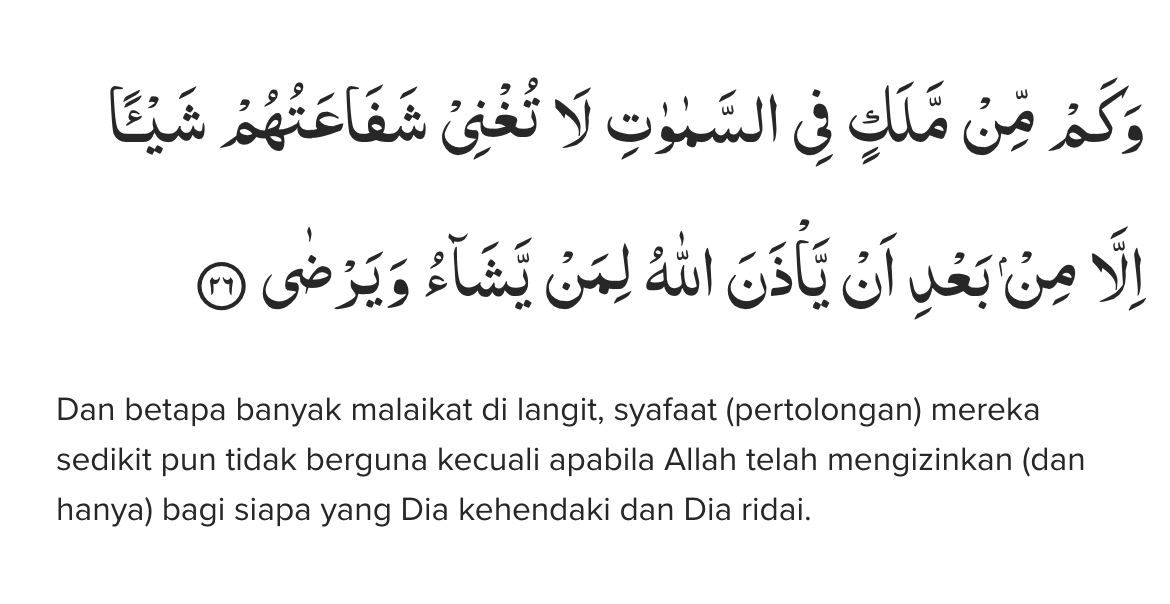 وَكَمْ مِّنْ مَّلَكٍ فِى السَّمٰوٰتِ لَا تُغْنِيْ شَفَاعَتُهُمْ شَيْـًٔا
اِلَّا مِنْۢ بَعْدِ اَنْ يَّأْذَنَ اللّٰهُ لِمَنْ يَّشَاۤءُ وَيَرْضٰى ٢٦
Dan betapa banyak malaikat di langit, syafaat (pertolongan) mereka
sedikit pun tidak berguna kecuali apabila Allah telah mengizinkan (dan
hanya) bagi siapa yang Dia kehendaki dan Dia ridai.